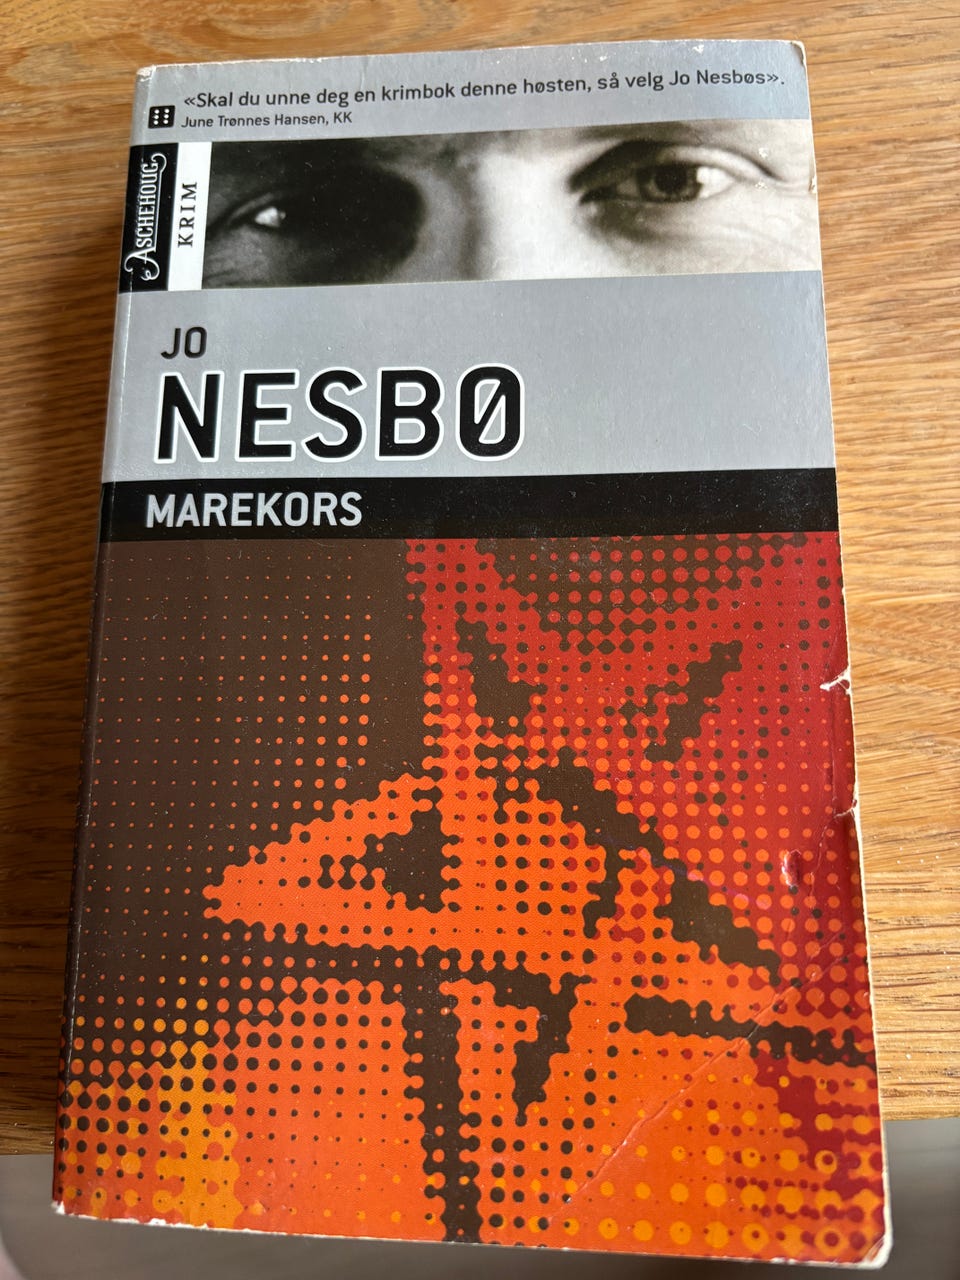 «Skal du unne deg en krimbok denne høsten, så velg Jo Nesbøs».
June Trønnes Hansen, KK
ASCHEHOUG
KRIM
JO
NESBØ
MAREKORS